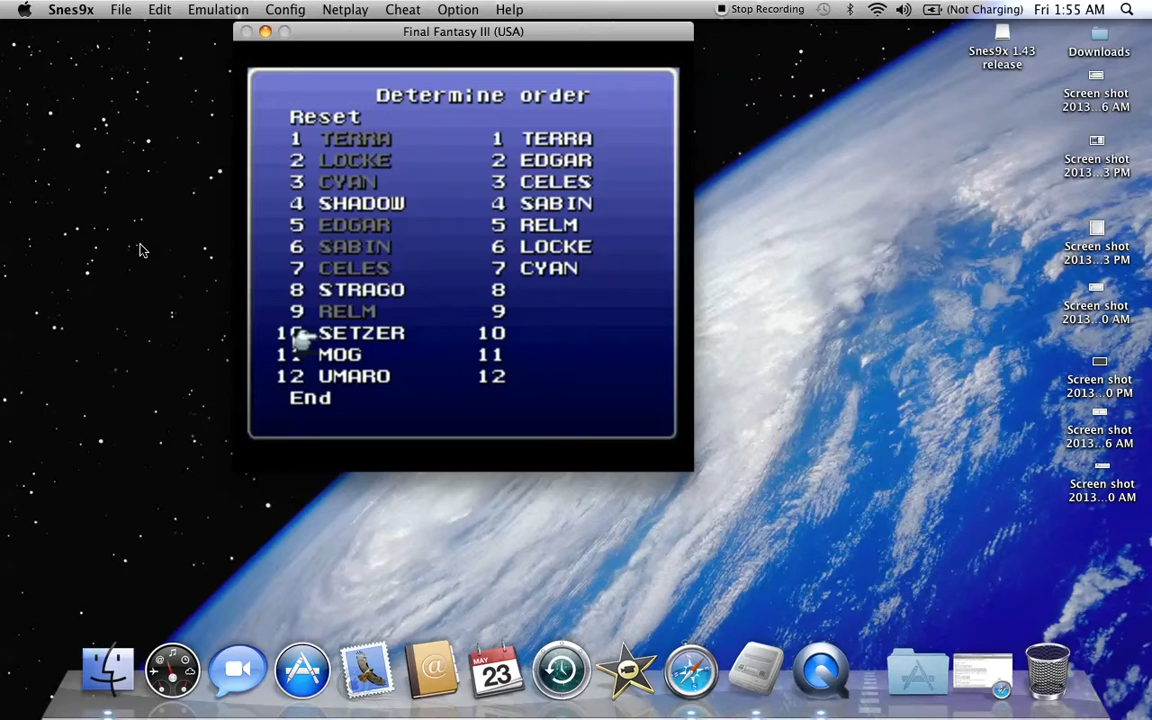 Snes9x File Edit Emulation Config Netplay Cheat Option Help Stop Recording (Not Charging) Fri 1:55 AM
Final Fantasy III (USA)
Determine order
Reset
1 TERRA 1 TERRA
2 LOCKE 2 EDGAR
3 CYAN 3 CELES
4 SHADOW 4 SABIN
5 EDGAR 5 RELM
6 SABIN 6 LOCKE
7 CELES 7 CYAN
8 STRAGO 8
9 RELM 9
10 SETZER 10
11 MOG 11
12 UMARO 12
End
Snes9x 1.43
release
Downloads
Screen shot
2013...6 AM
Screen shot
2013...3 PM
Screen shot
2013...3 PM
Screen shot
2013...0 AM
Screen shot
2013...0 PM
Screen shot
2013...6 AM
Screen shot
2013...0 AM
MAY
23